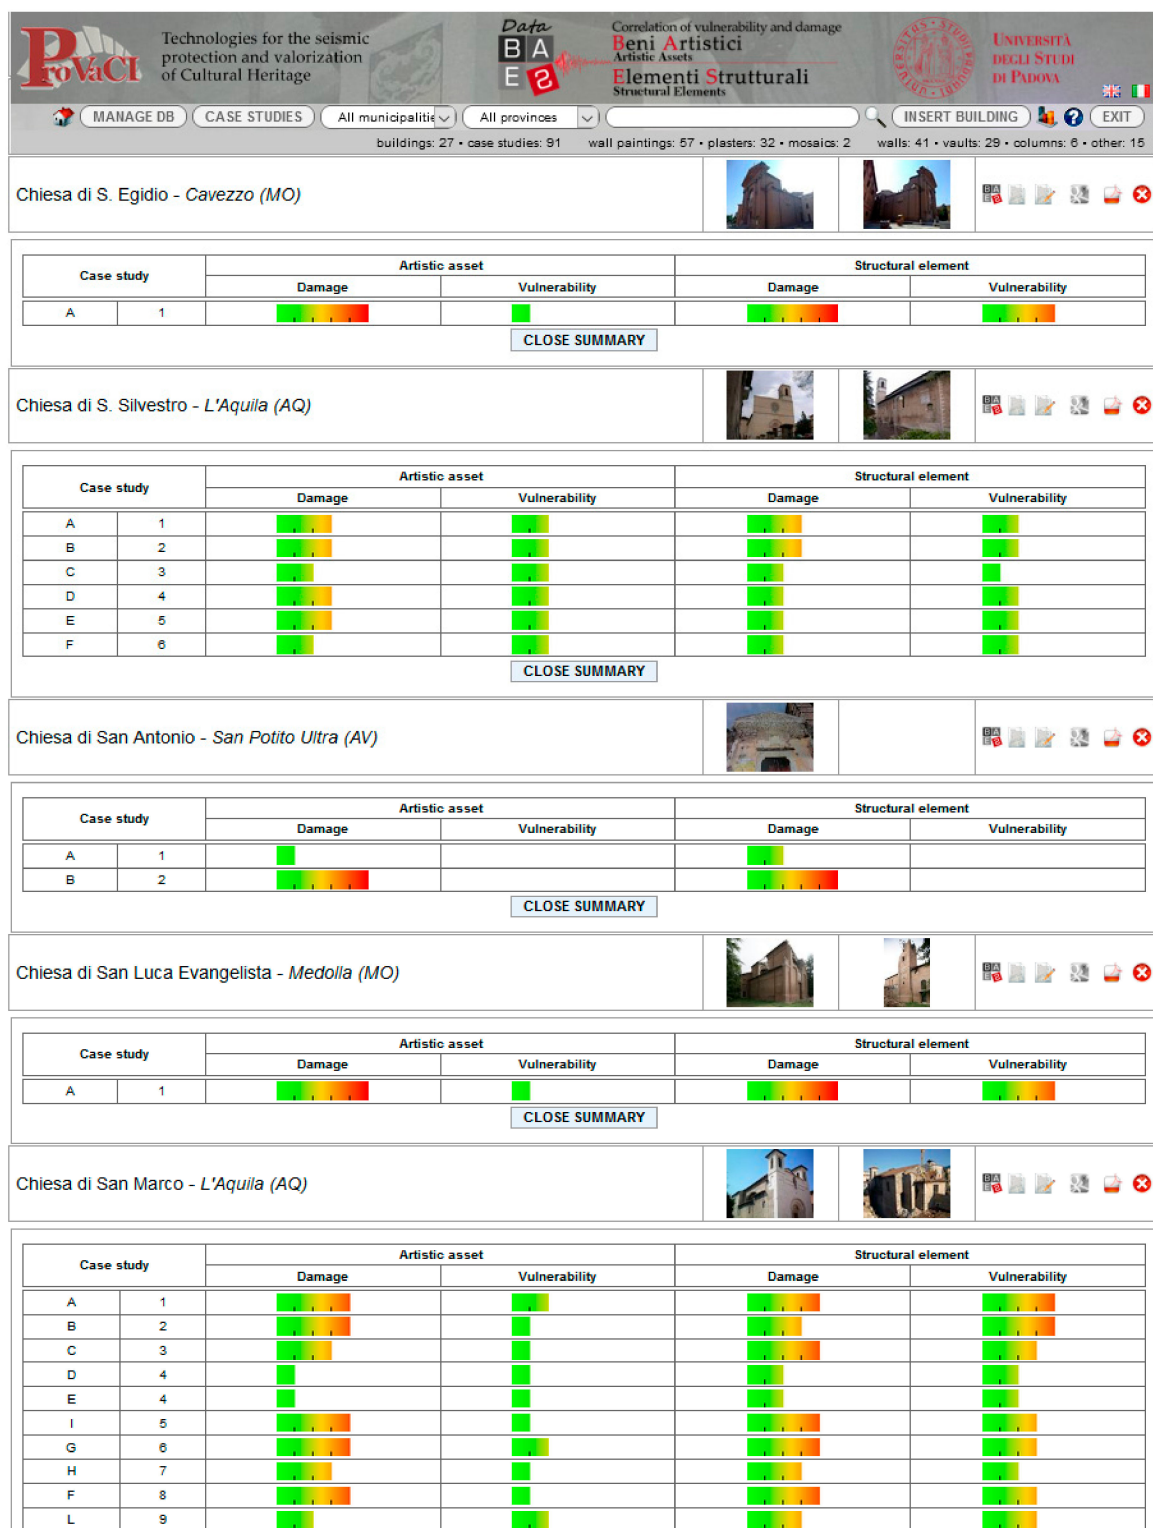 ProVaCI
Technologies for the seismic
protection and valorization
of Cultural Heritage
Data
BA
ES
Correlation of vulnerability and damage
Beni Artistici
Artistic Assets
Elementi Strutturali
Structural Elements
UNIVERSITÀ
DEGLI STUDI
DI PADOVA
MANAGE DB CASE STUDIES All municipalitie All provinces INSERT BUILDING ? EXIT
buildings: 27 • case studies: 91 wall paintings: 57 • plasters: 32 • mosaics: 2 walls: 41 • vaults: 29 • columns: 6 • other: 15
Chiesa di S. Egidio - Cavezzo (MO)
Case study Artistic asset Structural element
Damage Vulnerability Damage Vulnerability
A 1
CLOSE SUMMARY
Chiesa di S. Silvestro - L'Aquila (AQ)
Case study Artistic asset Structural element
Damage Vulnerability Damage Vulnerability
A 1
B 2
C 3
D 4
E 5
F 6
CLOSE SUMMARY
Chiesa di San Antonio - San Potito Ultra (AV)
Case study Artistic asset Structural element
Damage Vulnerability Damage Vulnerability
A 1
B 2
CLOSE SUMMARY
Chiesa di San Luca Evangelista - Medolla (MO)
Case study Artistic asset Structural element
Damage Vulnerability Damage Vulnerability
A 1
CLOSE SUMMARY
Chiesa di San Marco - L'Aquila (AQ)
Case study Artistic asset Structural element
Damage Vulnerability Damage Vulnerability
A 1
B 2
C 3
D 4
E 4
I 5
G 6
H 7
F 8
L 9